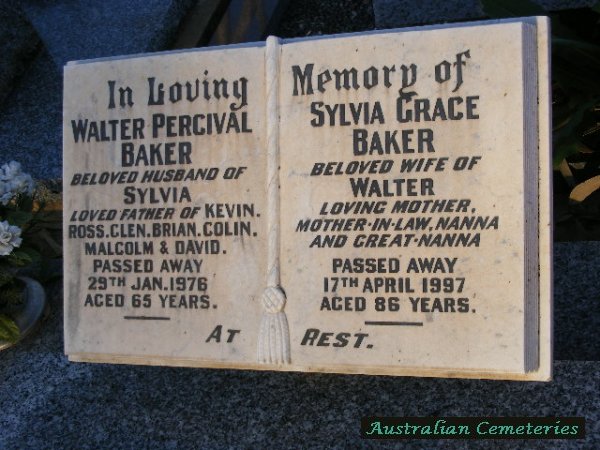 In Loving
WALTER PERCIVAL
BAKER
BELOVED HUSBAND OF
SYLVIA
LOVED FATHER OF KEVIN.
ROSS. GLEN. BRIAN. COLIN.
MALCOLM & DAVID.
PASSED AWAY
29TH JAN. 1976
AGED 65 YEARS.
AT
Memory of
SYLVIA GRACE
BAKER
BELOVED WIFE OF
WALTER
LOVING MOTHER,
MOTHER-IN-LAW, NANNA
AND GREAT-NANNA
PASSED AWAY
17TH APRIL 1997
AGED 86 YEARS.
REST.
Australian Cemeteries